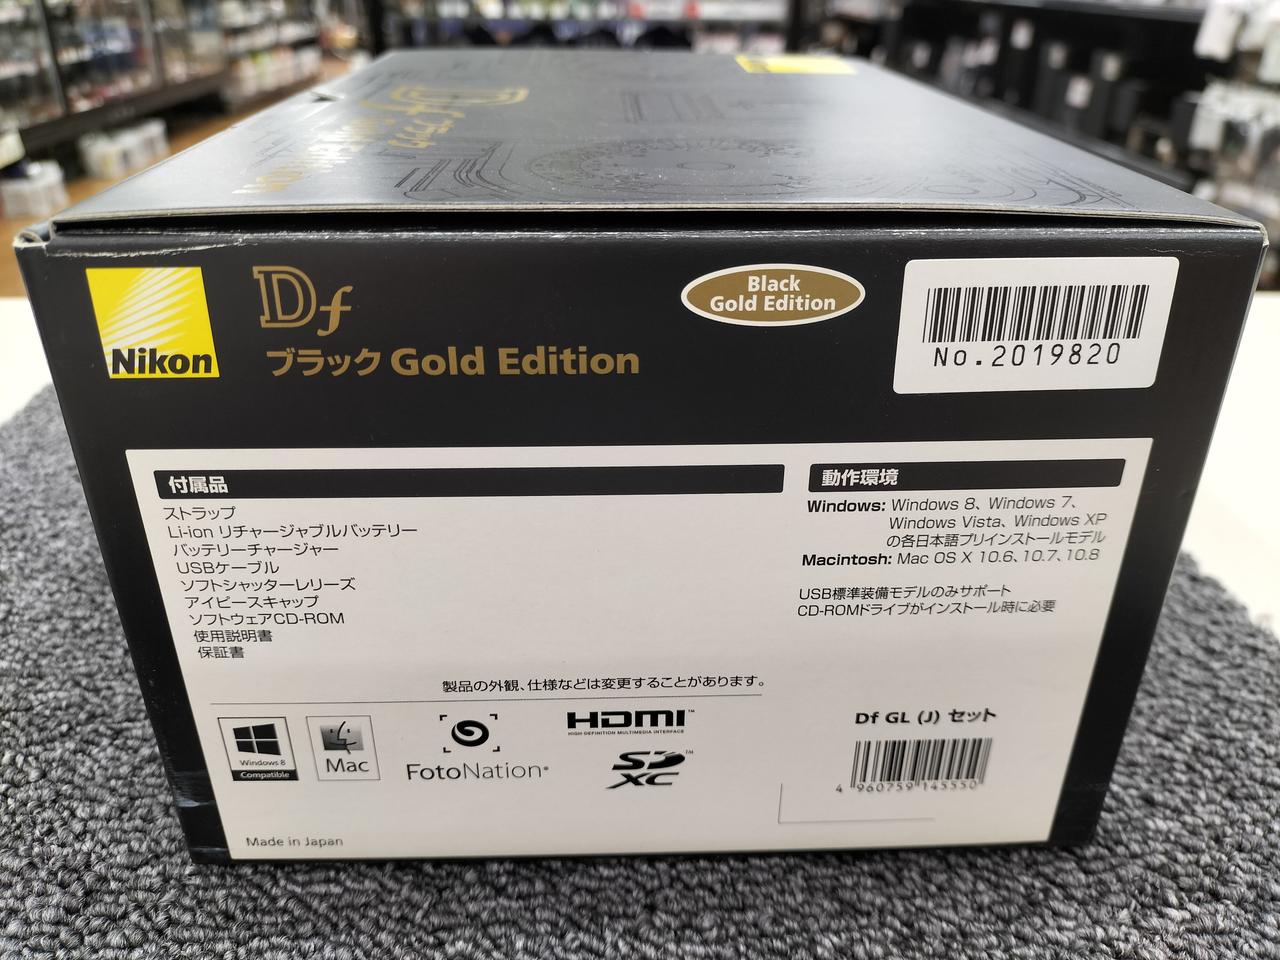 Df ブラック
Nikon
Df
ブラック Gold Edition
Black
Gold Edition
No.2019820
付属品
ストラップ
Li-ion リチャージャブルバッテリー
バッテリーチャージャー
USBケーブル
ソフトシャッターリリーズ
アイピースキャップ
ソフトウェアCD-ROM
使用説明書
保証書
動作環境
Windows: Windows 8、Windows 7、
Windows Vista、Windows XP
の各日本語プリインストールモデル
Macintosh: Mac OS X 10.6、10.7、10.8
USB標準装備モデルのみサポート
CD-ROMドライブがインストール時に必要
製品の外観、仕様などは変更することがあります。
Windows 8
Compatible
Mac
FotoNation®
HDMI™
HIGH-DEFINITION MULTIMEDIA INTERFACE
SD™
XC
Df GL (J) セット
4 960759 145550
Made in Japan